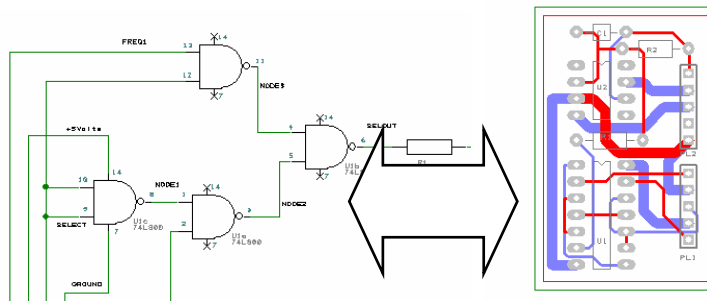 14
FREQ1
13
11
12
7
NODE3
+5Volts
14
4
6
SELOUT
5
R1
14
7
U1b
74LS00
10
8
NODE1
14
1
9
3
NODE2
SELECT
7
U1c
74LS00
2
7
U1a
74LS00
GROUND
C1
R2
U2
PL2
U1
PL1